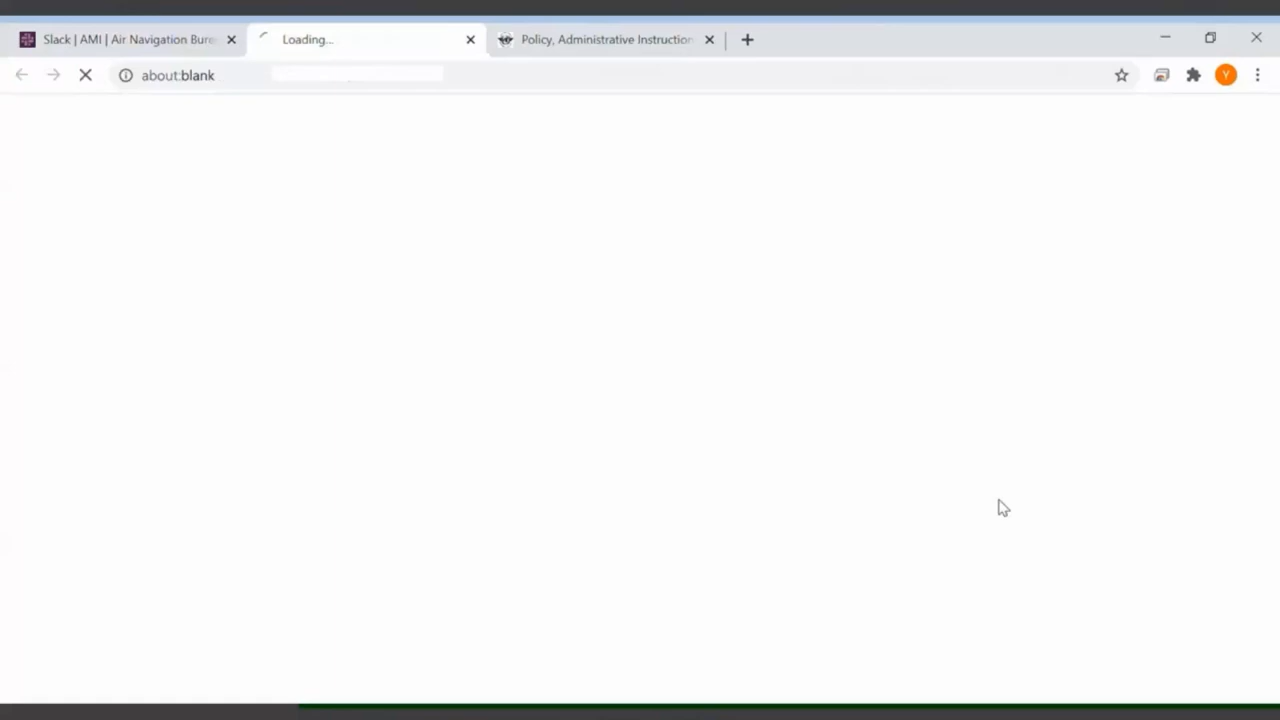 Slack | AMI | Air Navigation Bure
Loading...
Policy, Administrative Instruction
about:blank
Y